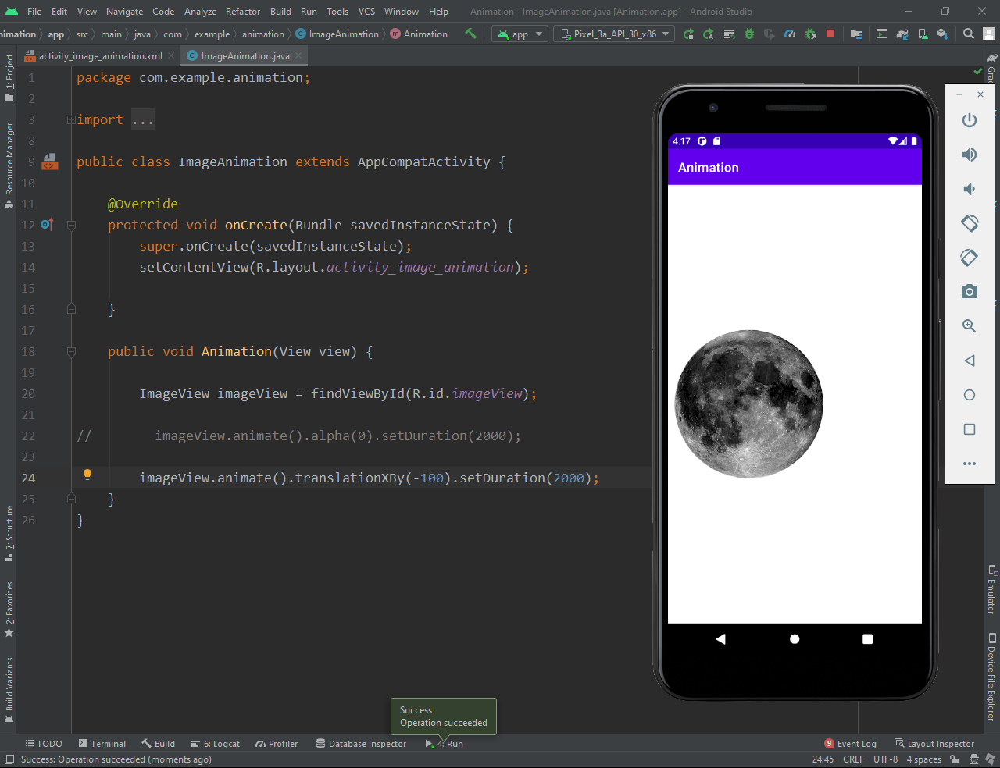 File Edit View Navigate Code Analyze Refactor Build Run Tools VCS Window Help Animation - ImageAnimation.java [Animation.app] - Android Studio
nimation app src main java com example animation ImageAnimation Animation app Pixel_3a_API_30_x86
activity_image_animation.xml ImageAnimation.java
1: Project
Resource Manager
7: Structure
2: Favorites
Build Variants
1 package com.example.animation;
2
3 import ...
8
9 public class ImageAnimation extends AppCompatActivity {
10
11 @Override
12 protected void onCreate(Bundle savedInstanceState) {
13 super.onCreate(savedInstanceState);
14 setContentView(R.layout.activity_image_animation);
15
16 }
17
18 public void Animation(View view) {
19
20 ImageView imageView = findViewById(R.id.imageView);
21
22 // imageView.animate().alpha(0).setDuration(2000);
23
24 imageView.animate().translationXBy(-100).setDuration(2000);
25 }
26 }
4:17
Animation
Emulator
Device File Explorer
Success
Operation succeeded
TODO Terminal Build 6: Logcat Profiler Database Inspector 4: Run 9 Event Log Layout Inspector
Success: Operation succeeded (moments ago) 24:45 CRLF UTF-8 4 spaces